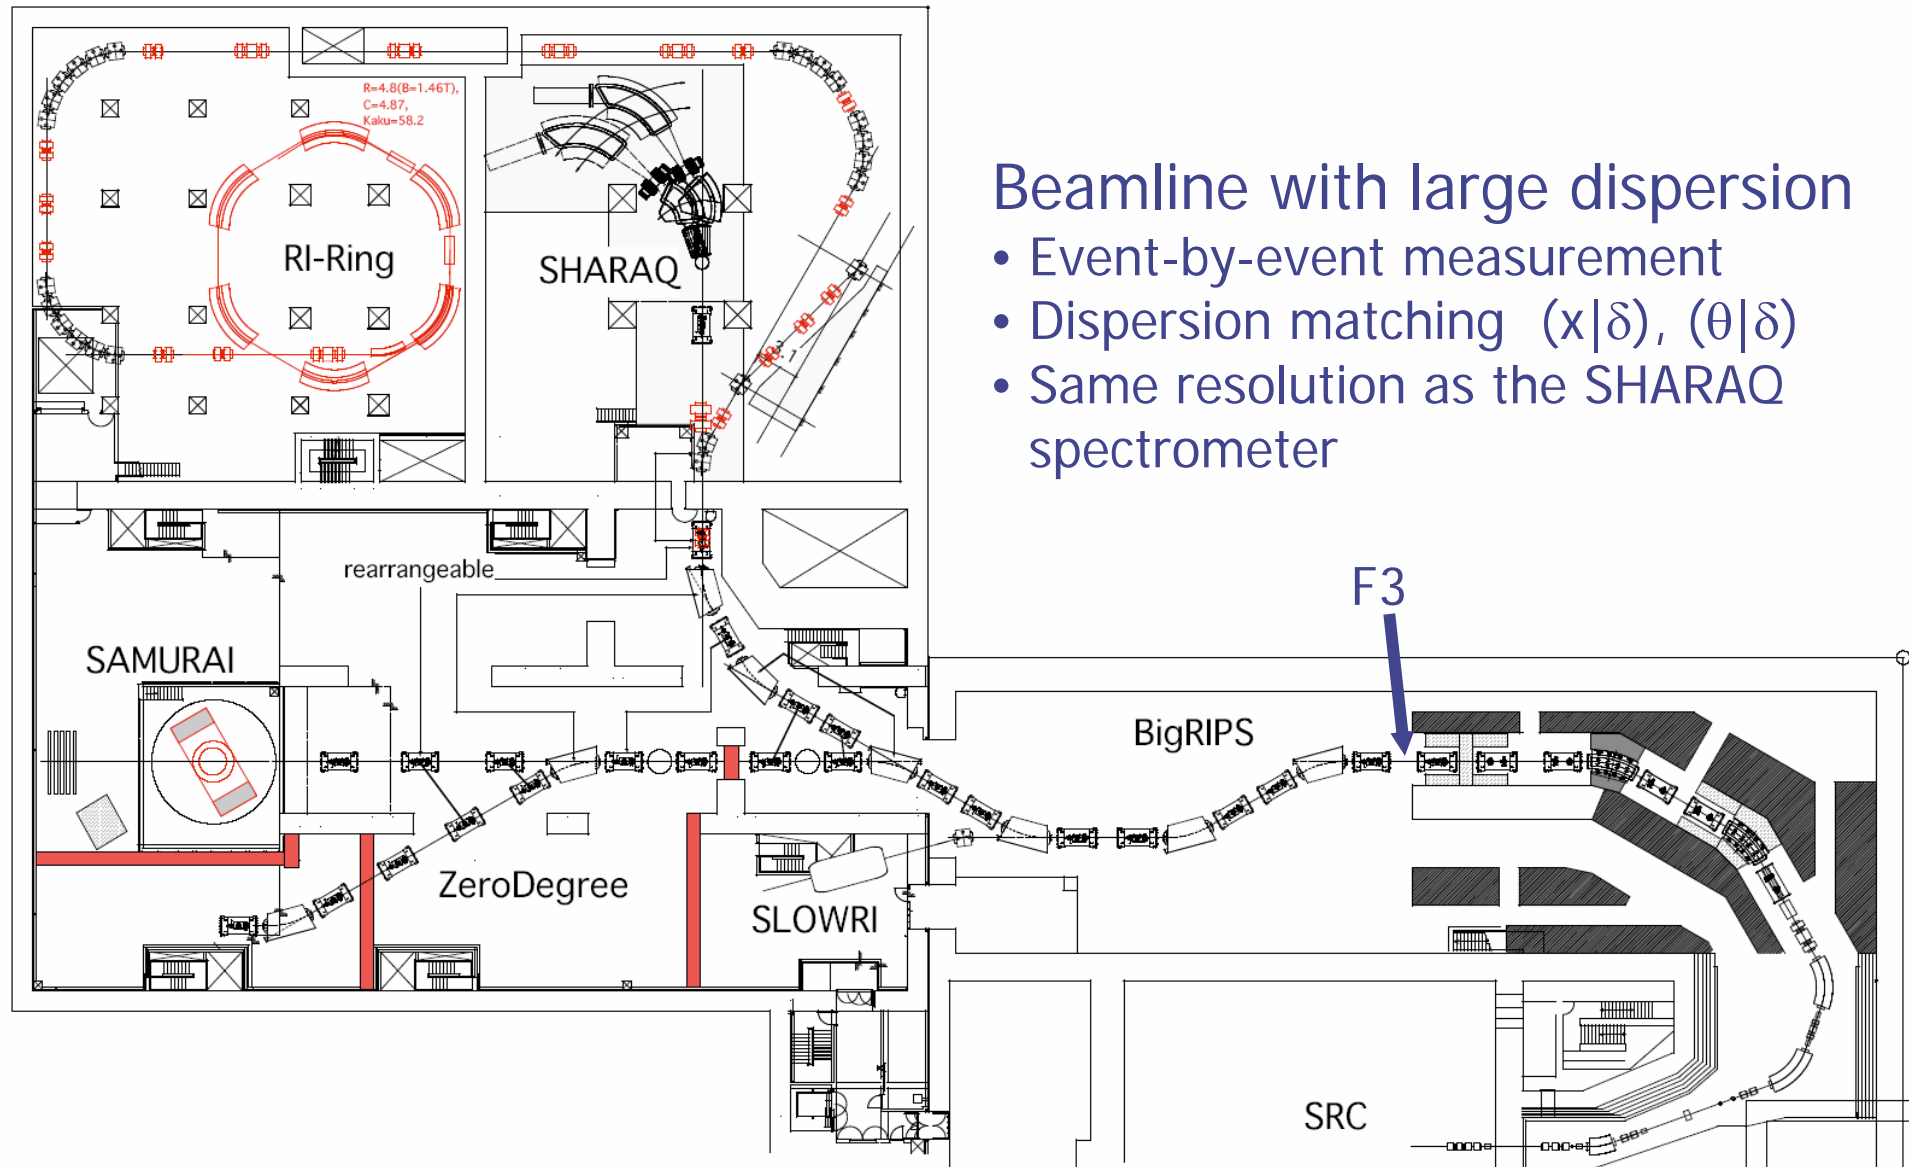 R=4.8(B=1.46T),
C=4.87,
Kaku=58.2
RI-Ring
SHARAQ
Beamline with large dispersion
• Event-by-event measurement
• Dispersion matching (x|δ), (θ|δ)
• Same resolution as the SHARAQ
spectrometer
rearrangeable
F3
SAMURAI
BigRIPS
ZeroDegree
SLOWRI
SRC